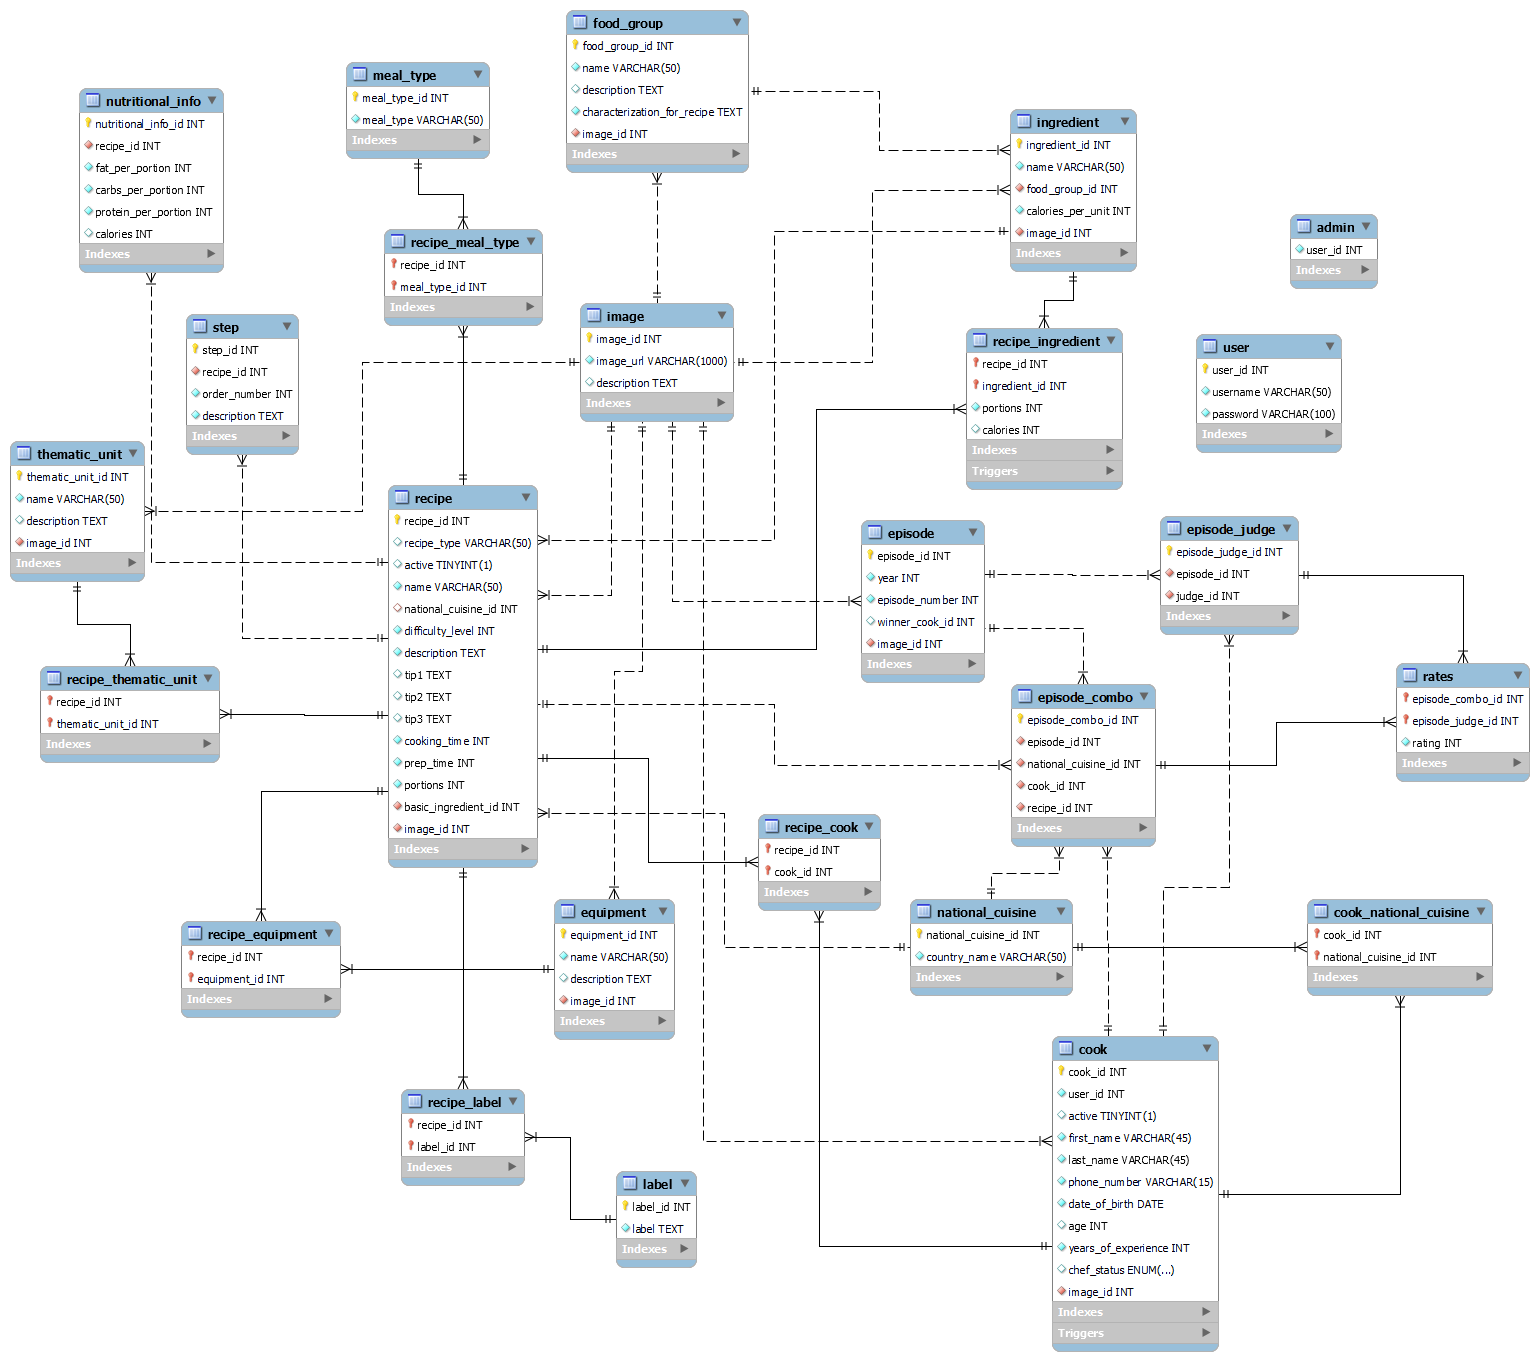 food_group
food_group_id INT
name VARCHAR(50)
description TEXT
characterization_for_recipe TEXT
image_id INT
Indexes
meal_type
meal_type_id INT
meal_type VARCHAR(50)
Indexes
nutritional_info
nutritional_info_id INT
recipe_id INT
fat_per_portion INT
carbs_per_portion INT
protein_per_portion INT
calories INT
Indexes
ingredient
ingredient_id INT
name VARCHAR(50)
food_group_id INT
calories_per_unit INT
image_id INT
Indexes
admin
user_id INT
Indexes
recipe_meal_type
recipe_id INT
meal_type_id INT
Indexes
image
image_id INT
image_url VARCHAR(1000)
description TEXT
Indexes
step
step_id INT
recipe_id INT
order_number INT
description TEXT
Indexes
recipe_ingredient
recipe_id INT
ingredient_id INT
portions INT
calories INT
Indexes
Triggers
user
user_id INT
username VARCHAR(50)
password VARCHAR(100)
Indexes
thematic_unit
thematic_unit_id INT
name VARCHAR(50)
description TEXT
image_id INT
Indexes
recipe
recipe_id INT
recipe_type VARCHAR(50)
active TINYINT(1)
name VARCHAR(50)
national_cuisine_id INT
difficulty_level INT
description TEXT
tip1 TEXT
tip2 TEXT
tip3 TEXT
cooking_time INT
prep_time INT
portions INT
basic_ingredient_id INT
image_id INT
Indexes
episode
episode_id INT
year INT
episode_number INT
winner_cook_id INT
image_id INT
Indexes
episode_judge
episode_judge_id INT
episode_id INT
judge_id INT
Indexes
recipe_thematic_unit
recipe_id INT
thematic_unit_id INT
Indexes
episode_combo
episode_combo_id INT
episode_id INT
national_cuisine_id INT
cook_id INT
recipe_id INT
Indexes
rates
episode_combo_id INT
episode_judge_id INT
rating INT
Indexes
recipe_cook
recipe_id INT
cook_id INT
Indexes
recipe_equipment
recipe_id INT
equipment_id INT
Indexes
equipment
equipment_id INT
name VARCHAR(50)
description TEXT
image_id INT
Indexes
national_cuisine
national_cuisine_id INT
country_name VARCHAR(50)
Indexes
cook_national_cuisine
cook_id INT
national_cuisine_id INT
Indexes
cook
cook_id INT
user_id INT
active TINYINT(1)
first_name VARCHAR(45)
last_name VARCHAR(45)
phone_number VARCHAR(15)
date_of_birth DATE
age INT
years_of_experience INT
chef_status ENUM(...)
image_id INT
Indexes
Triggers
recipe_label
recipe_id INT
label_id INT
Indexes
label
label_id INT
label TEXT
Indexes